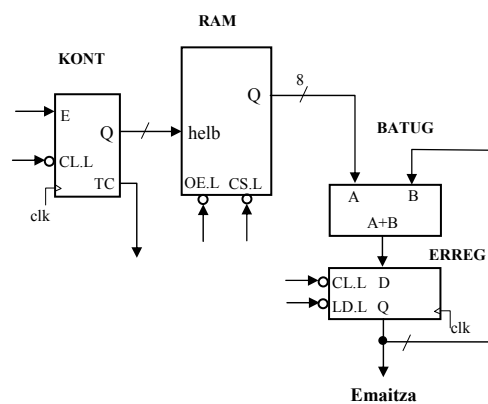 RAM
KONT
E
Q
CL.L
TC
clk
Q
helb
OE.L CS.L
8
BATUG
A B
A+B
ERREG
CL.L D
LD.L Q
clk
Emaitza